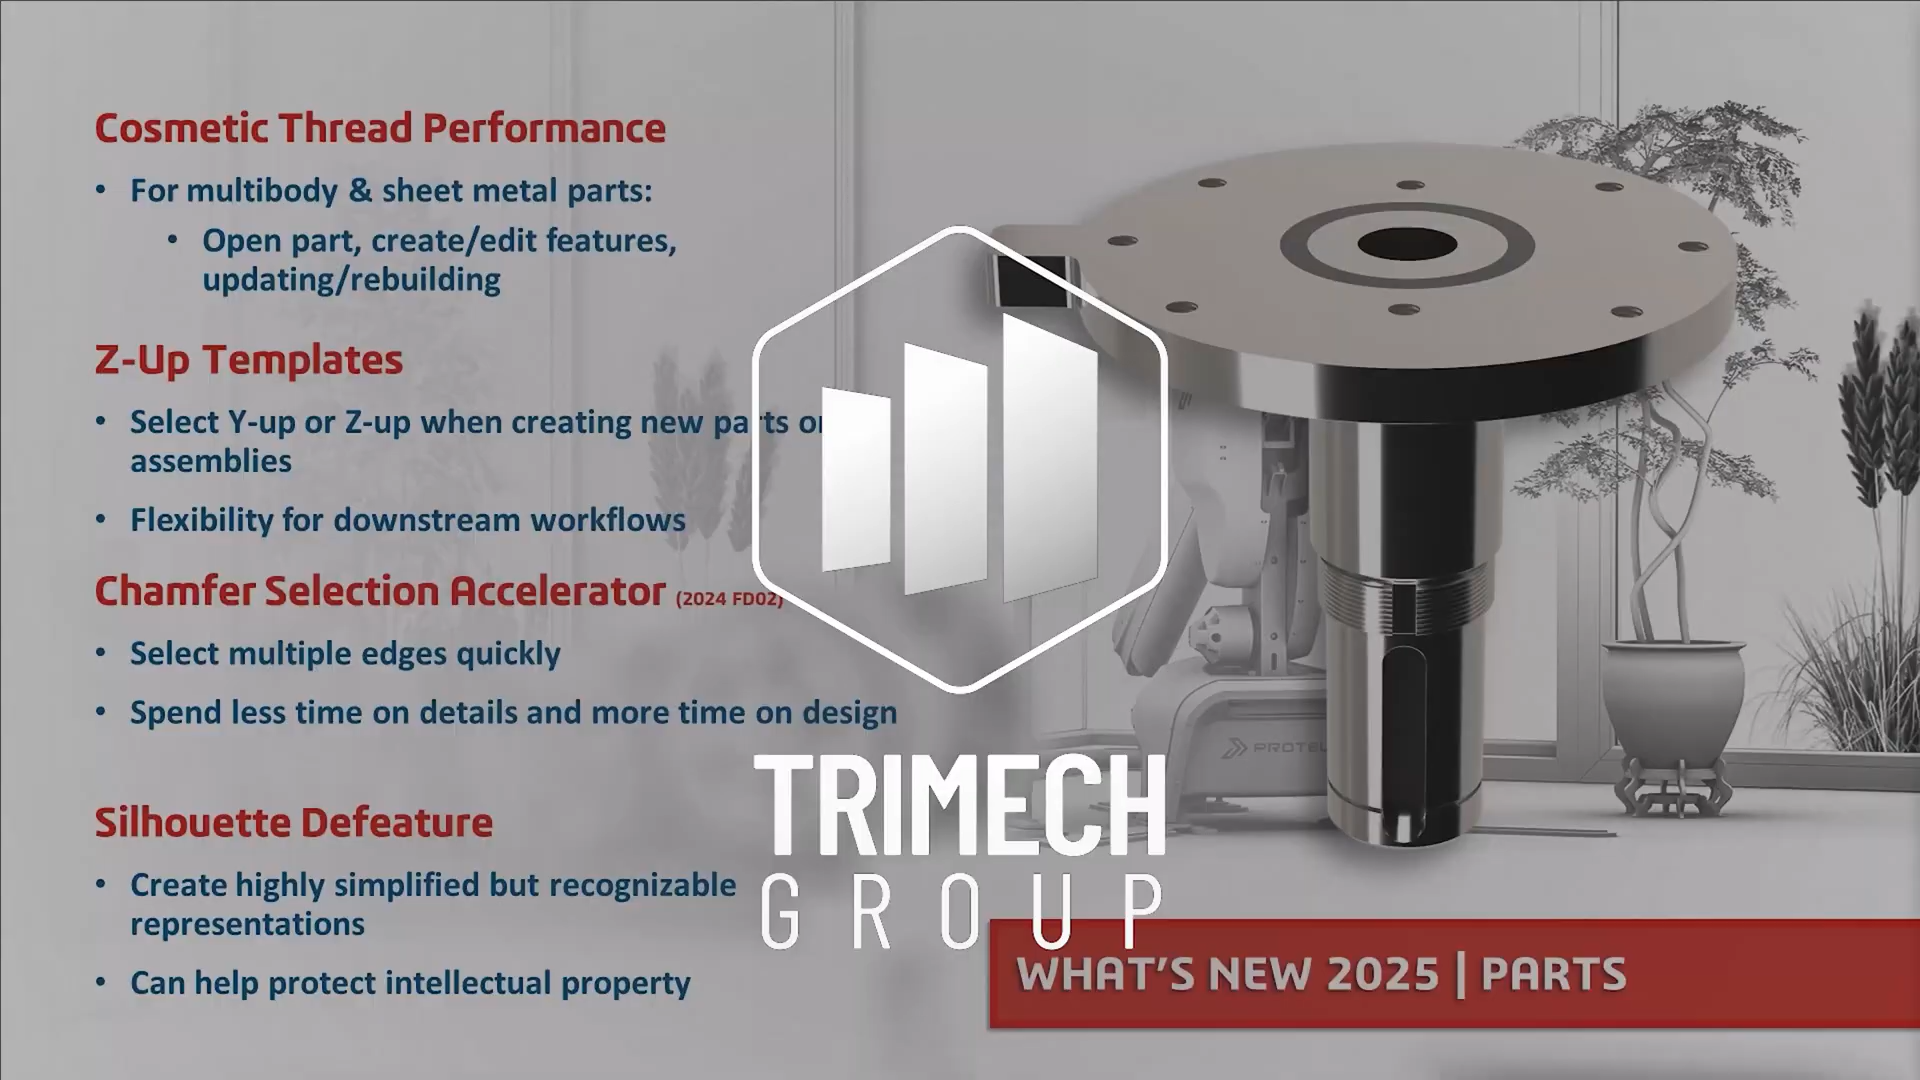 Cosmetic Thread Performance
• For multibody & sheet metal parts:
• Open part, create/edit features,
updating/rebuilding
Z-Up Templates
• Select Y-up or Z-up when creating new parts or
assemblies
• Flexibility for downstream workflows
Chamfer Selection Accelerator (2024 FD02)
• Select multiple edges quickly
• Spend less time on details and more time on design
Silhouette Defeature
• Create highly simplified but recognizable
representations
• Can help protect intellectual property
TRIMECH
GROUP
WHAT'S NEW 2025 | PARTS